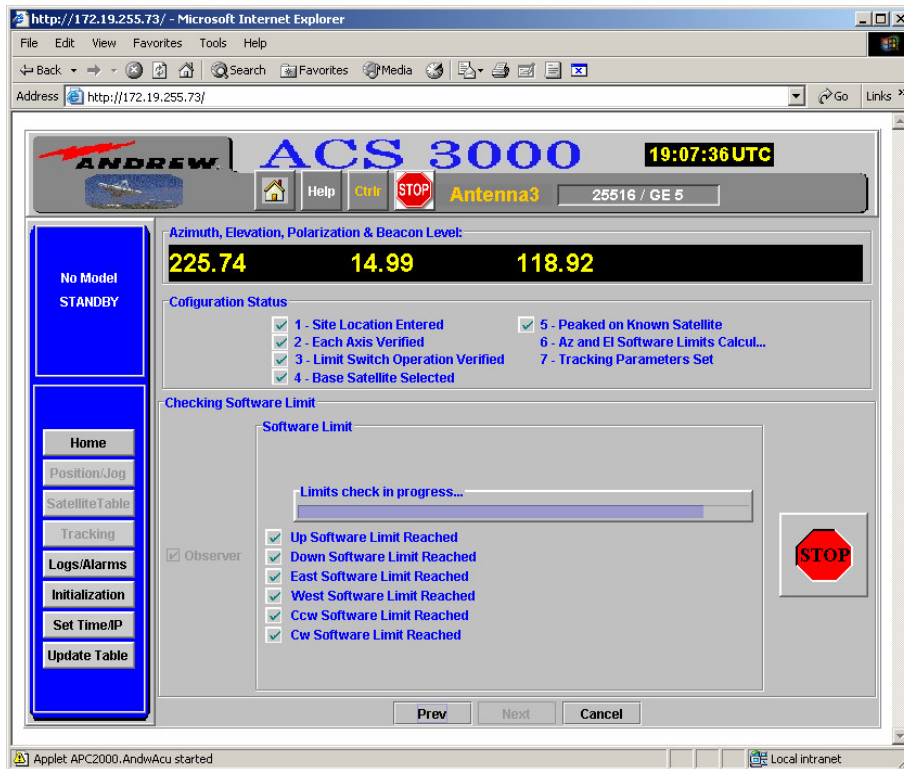 http://172.19.255.73/ - Microsoft Internet Explorer
File Edit View Favorites Tools Help
Back Search Favorites Media
Address http://172.19.255.73/ Go Links »
ANDREW.
ACS 3000
19:07:36 UTC
Help Ctrlr STOP Antenna3 25516 / GE 5
No Model
STANDBY
Azimuth, Elevation, Polarization & Beacon Level:
225.74 14.99 118.92
Cofiguration Status
1 - Site Location Entered
2 - Each Axis Verified
3 - Limit Switch Operation Verified
4 - Base Satellite Selected
5 - Peaked on Known Satellite
6 - Az and El Software Limits Calcul...
7 - Tracking Parameters Set
Home
Position/Jog
SatelliteTable
Tracking
Logs/Alarms
Initialization
Set Time/IP
Update Table
Checking Software Limit
Observer
Software Limit
Limits check in progress...
Up Software Limit Reached
Down Software Limit Reached
East Software Limit Reached
West Software Limit Reached
Ccw Software Limit Reached
Cw Software Limit Reached
STOP
Prev Next Cancel
Applet APC2000.AndwAcu started
Local intranet